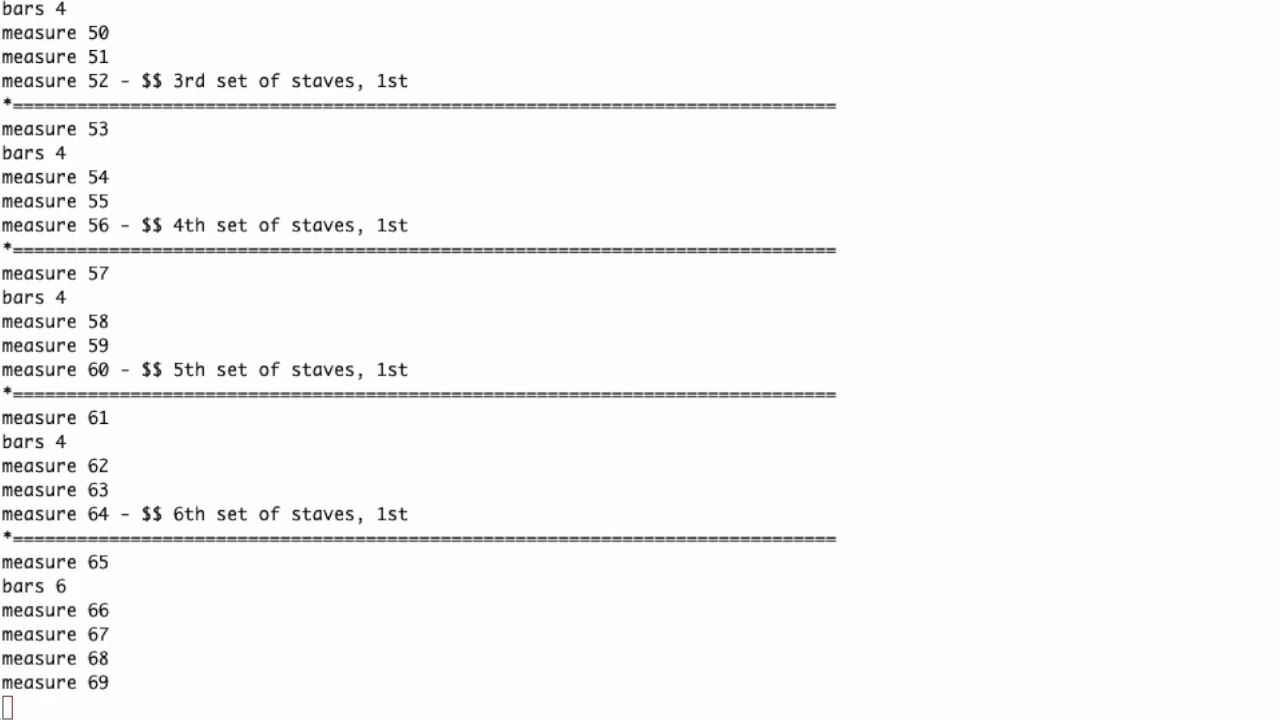 bars 4
measure 50
measure 51
measure 52 - $$ 3rd set of staves, 1st
*=============================================================================
measure 53
bars 4
measure 54
measure 55
measure 56 - $$ 4th set of staves, 1st
*=============================================================================
measure 57
bars 4
measure 58
measure 59
measure 60 - $$ 5th set of staves, 1st
*=============================================================================
measure 61
bars 4
measure 62
measure 63
measure 64 - $$ 6th set of staves, 1st
*=============================================================================
measure 65
bars 6
measure 66
measure 67
measure 68
measure 69